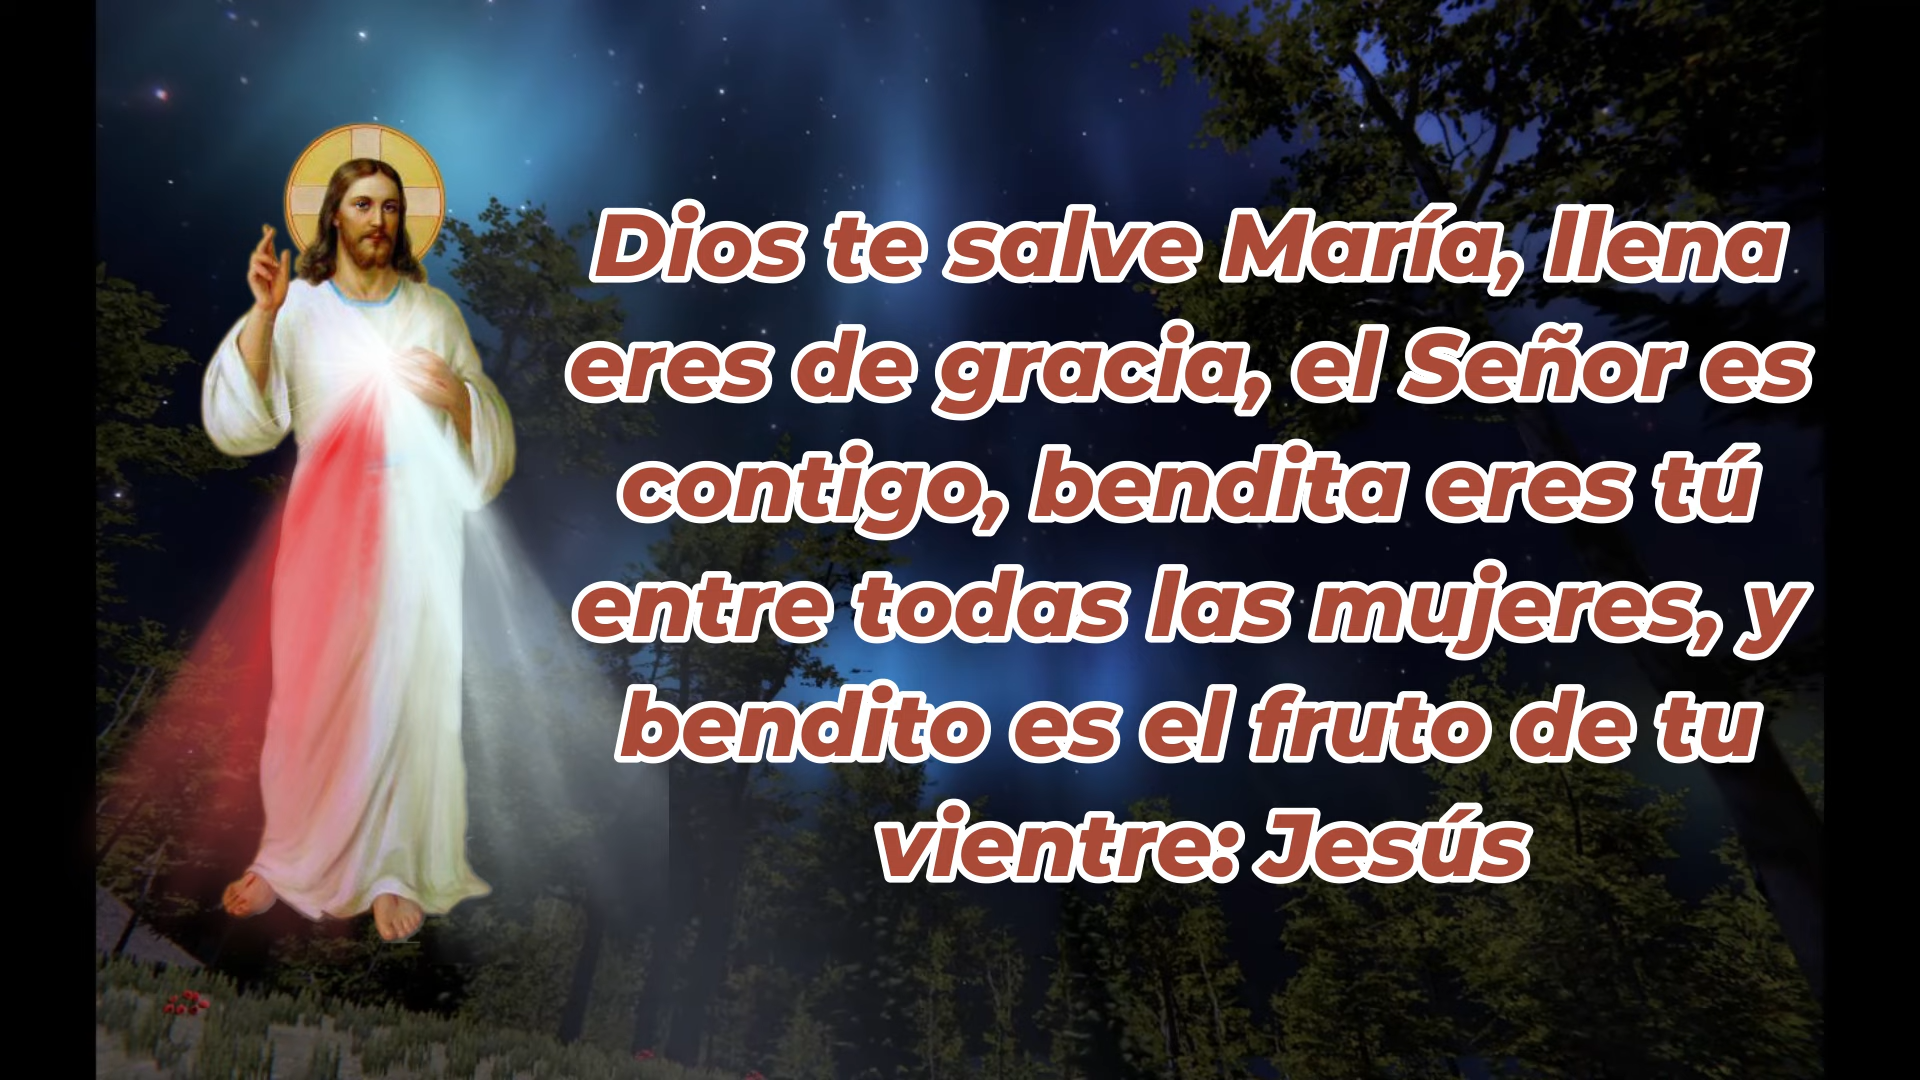 Dios te salve María, llena
eres de gracia, el Señor es
contigo, bendita eres tú
entre todas las mujeres, y
bendito es el fruto de tu
vientre: Jesús